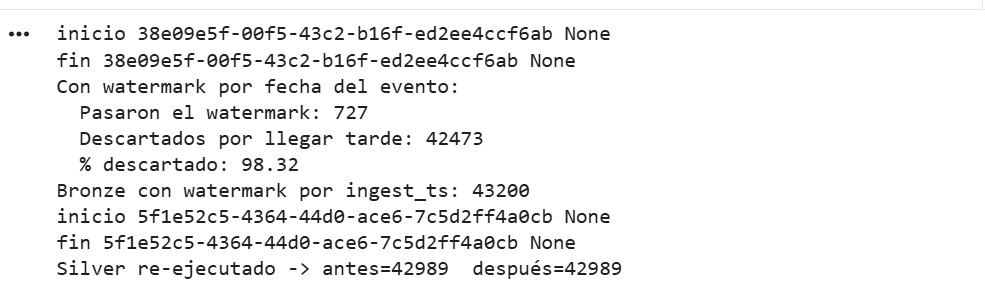 inicio 38e09e5f-00f5-43c2-b16f-ed2ee4ccf6ab None
fin 38e09e5f-00f5-43c2-b16f-ed2ee4ccf6ab None
Con watermark por fecha del evento:
  Pasaron el watermark: 727
  Descartados por llegar tarde: 42473
  % descartado: 98.32
Bronze con watermark por ingest_ts: 43200
inicio 5f1e52c5-4364-44d0-ace6-7c5d2ff4a0cb None
fin 5f1e52c5-4364-44d0-ace6-7c5d2ff4a0cb None
Silver re-ejecutado -> antes=42989  después=42989